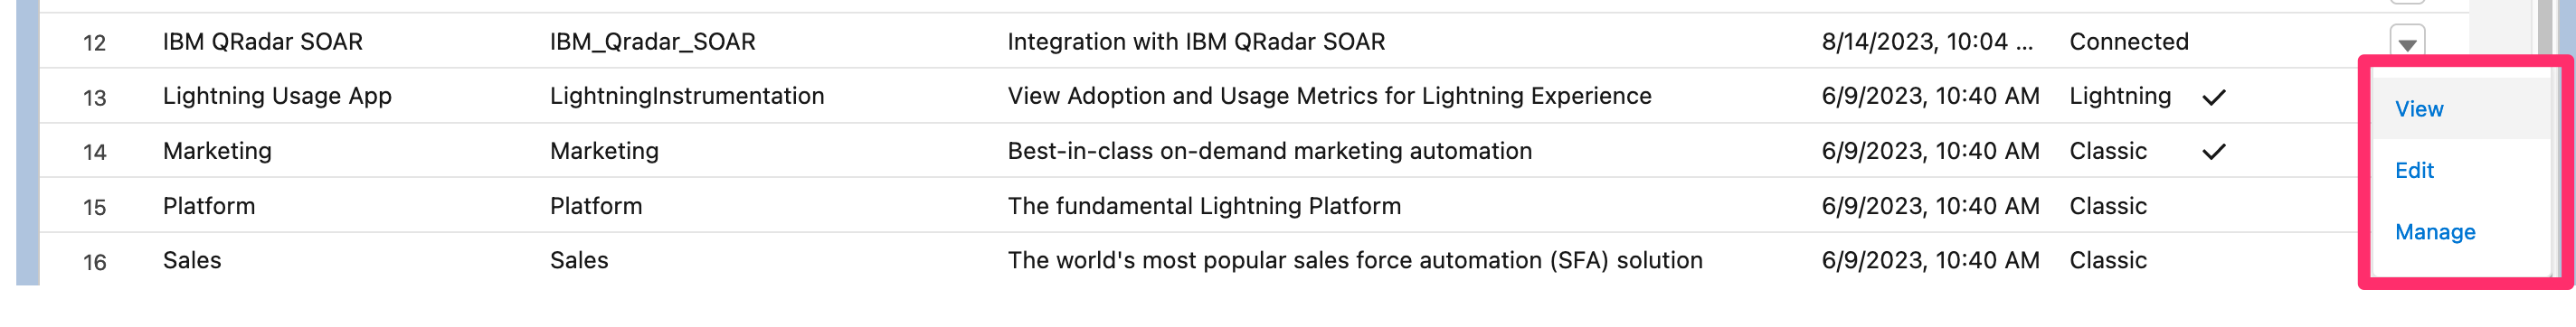 12 IBM QRadar SOAR IBM_Qradar_SOAR Integration with IBM QRadar SOAR 8/14/2023, 10:04 ... Connected
13 Lightning Usage App LightningInstrumentation View Adoption and Usage Metrics for Lightning Experience 6/9/2023, 10:40 AM Lightning ✓
View
14 Marketing Marketing Best-in-class on-demand marketing automation 6/9/2023, 10:40 AM Classic ✓
Edit
15 Platform Platform The fundamental Lightning Platform 6/9/2023, 10:40 AM Classic
Manage
16 Sales Sales The world's most popular sales force automation (SFA) solution 6/9/2023, 10:40 AM Classic